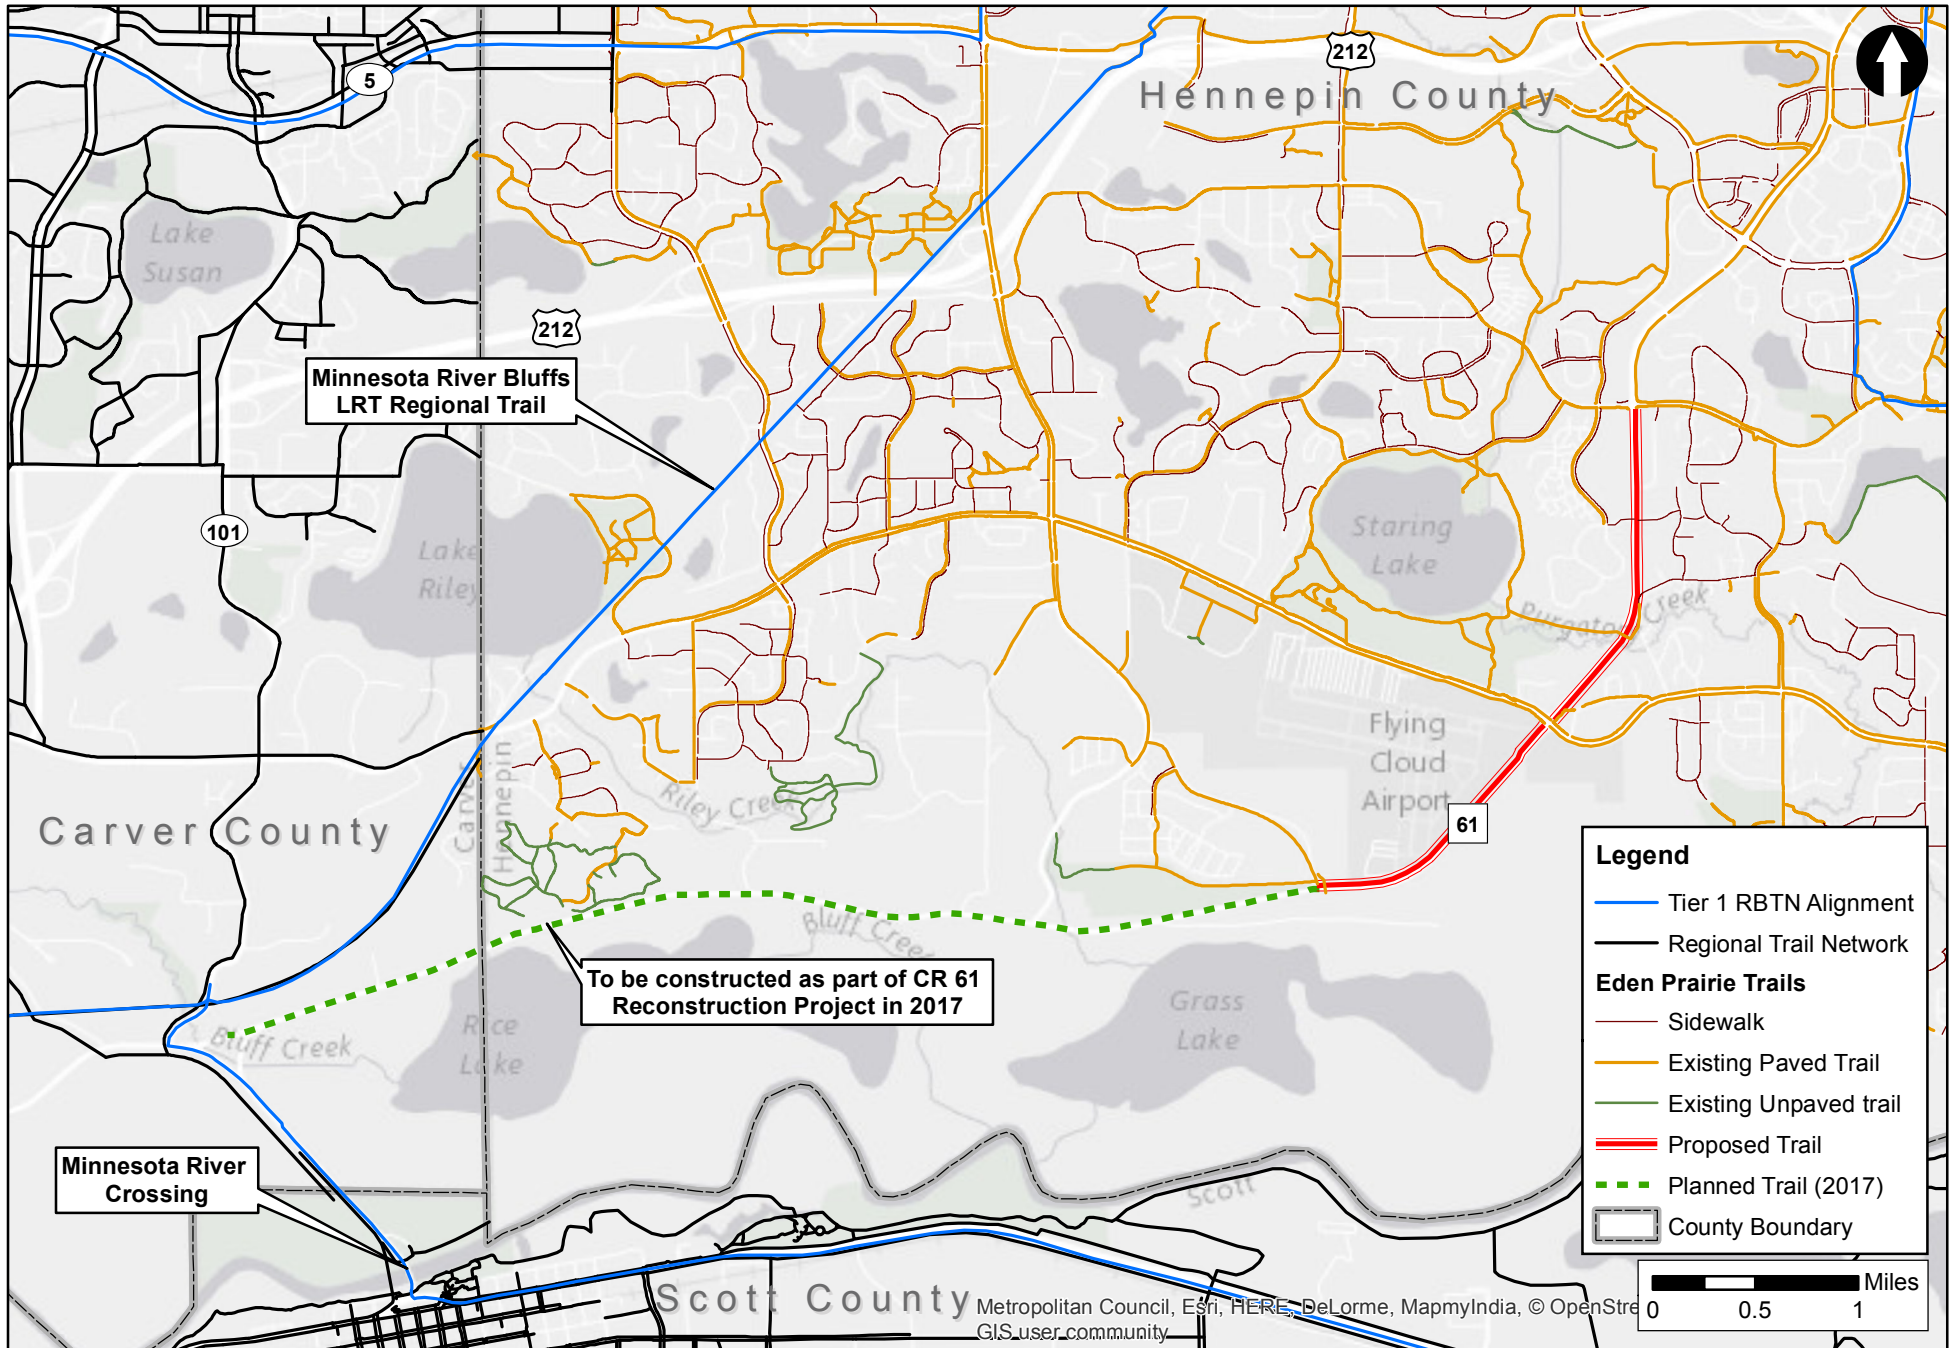 5
212
Hennepin County
Lake
Susan
212
Minnesota River Bluffs
LRT Regional Trail
101
Lake
Riley
Staring
Lake
Purgatory Creek
Flying
Cloud
Airport
61
Riley Creek
Carver County
Carver
Hennepin
Bluff Creek
To be constructed as part of CR 61
Reconstruction Project in 2017
Rice
Lake
Grass
Lake
Bluff Creek
Minnesota River
Crossing
Scott
Scott County
Legend
Tier 1 RBTN Alignment
Regional Trail Network
Eden Prairie Trails
Sidewalk
Existing Paved Trail
Existing Unpaved trail
Proposed Trail
Planned Trail (2017)
County Boundary
Miles
0 0.5 1
Metropolitan Council, Esri, HERE, DeLorme, MapmyIndia, © OpenStre
GIS user community